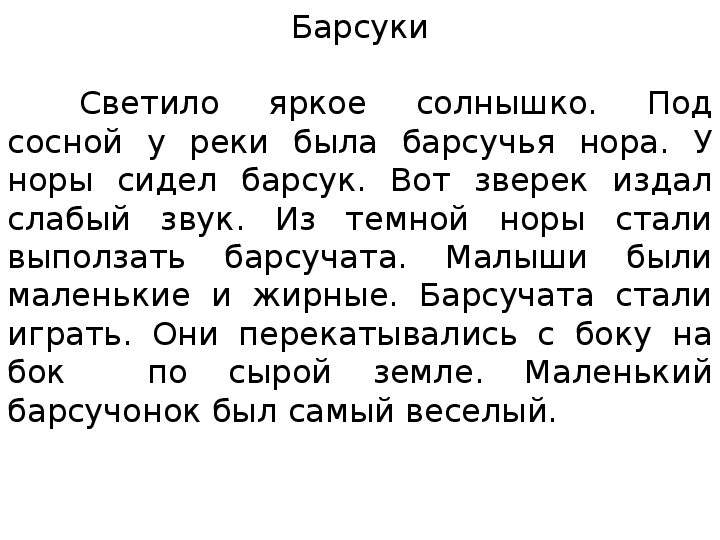 Барсуки
Светило яркое солнышко. Под
сосной у реки была барсучья нора. У
норы сидел барсук. Вот зверек издал
слабый звук. Из темной норы стали
выползать барсучата. Малыши были
маленькие и жирные. Барсучата стали
играть. Они перекатывались с боку на
бок по сырой земле. Маленький
барсучонок был самый веселый.